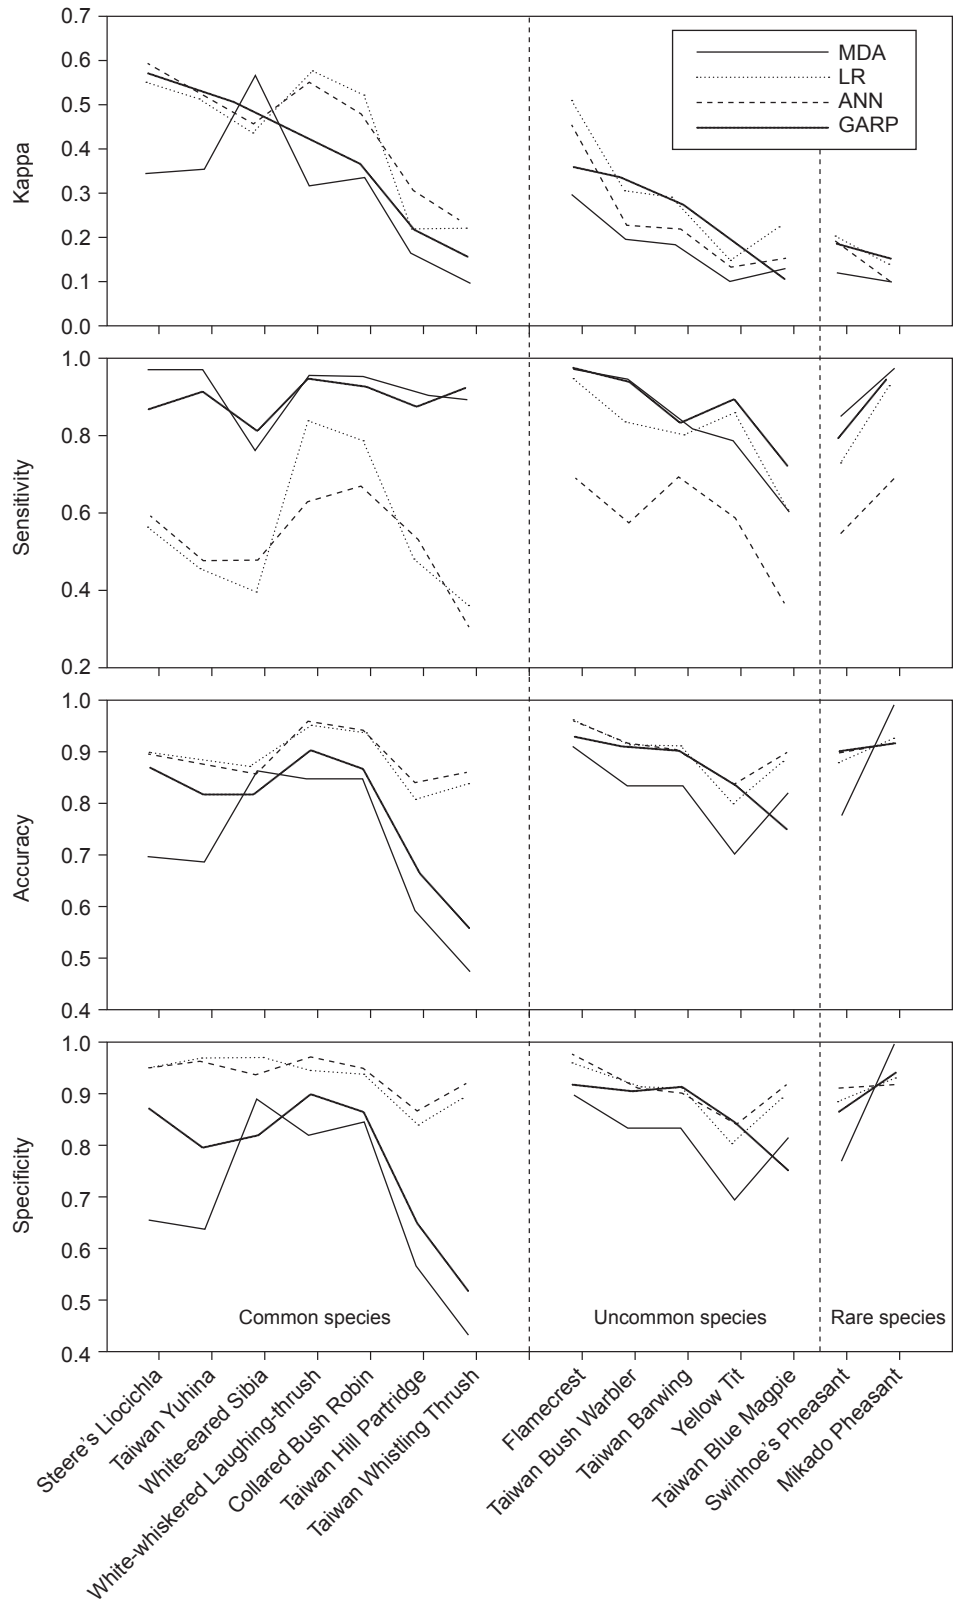 0.7
0.6
0.5
0.4
0.3
0.2
0.1
0.0
Kappa
MDA
LR
ANN
GARP
1.0
0.8
0.6
0.4
0.2
Sensitivity
1.0
0.9
0.8
0.7
0.6
0.5
0.4
Accuracy
1.0
0.9
0.8
0.7
0.6
0.5
0.4
Specificity
Common species
Uncommon species
Rare species
Steere's Liocichla
Taiwan Yuhina
White-eared Sibia
White-whiskered Laughing-thrush
Collared Bush Robin
Taiwan Hill Partridge
Taiwan Whistling Thrush
Flamecrest
Taiwan Bush Warbler
Taiwan Barwing
Yellow Tit
Taiwan Blue Magpie
Swinhoe's Pheasant
Mikado Pheasant